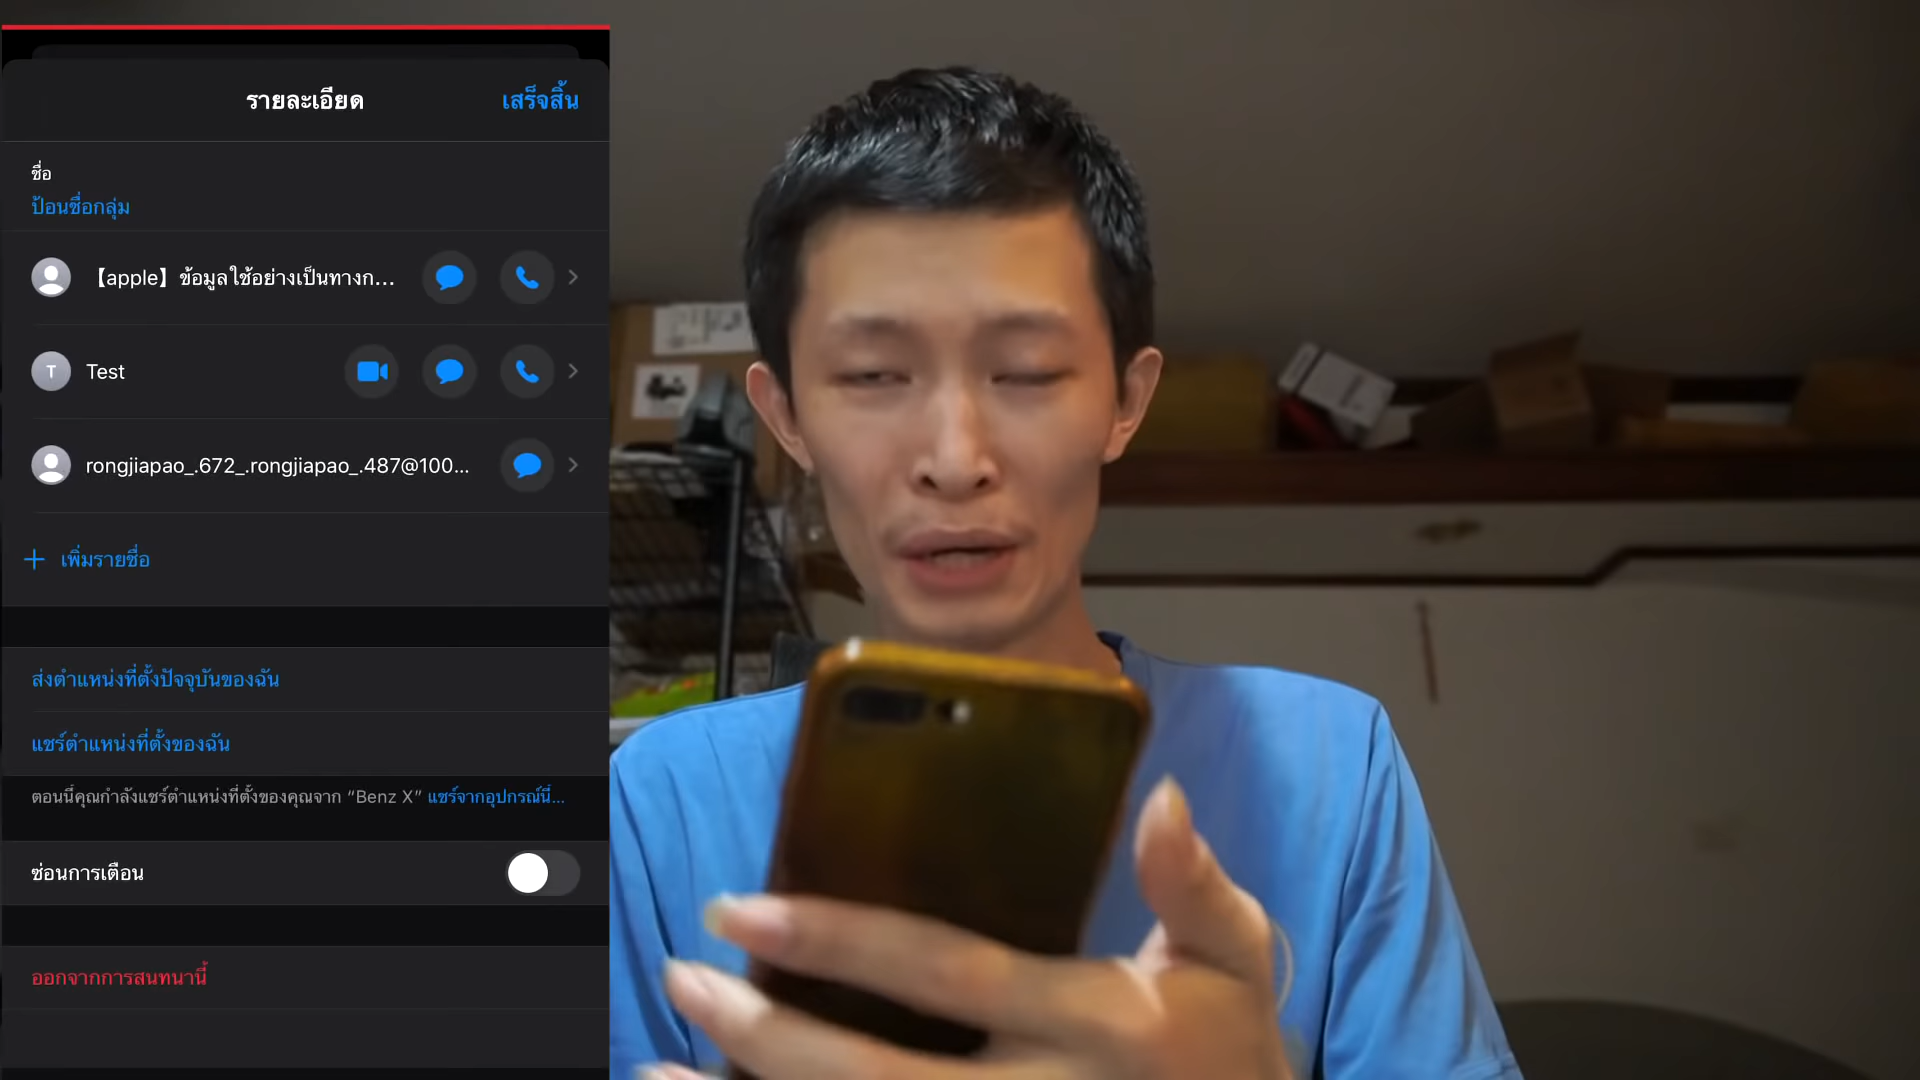 รายละเอียด
เสร็จสิ้น
ชื่อ
ป้อนชื่อกลุ่ม
【apple】ข้อมูลใช้อย่างเป็นทางก...
T
Test
rongjiapao_.672_.rongjiapao_.487@100...
เพิ่มรายชื่อ
ส่งตำแหน่งที่ตั้งปัจจุบันของฉัน
แชร์ตำแหน่งที่ตั้งของฉัน
ตอนนี้คุณกำลังแชร์ตำแหน่งที่ตั้งของคุณจาก “Benz X” แชร์จากอุปกรณ์นี้...
ซ่อนการเตือน
ออกจากการสนทนานี้